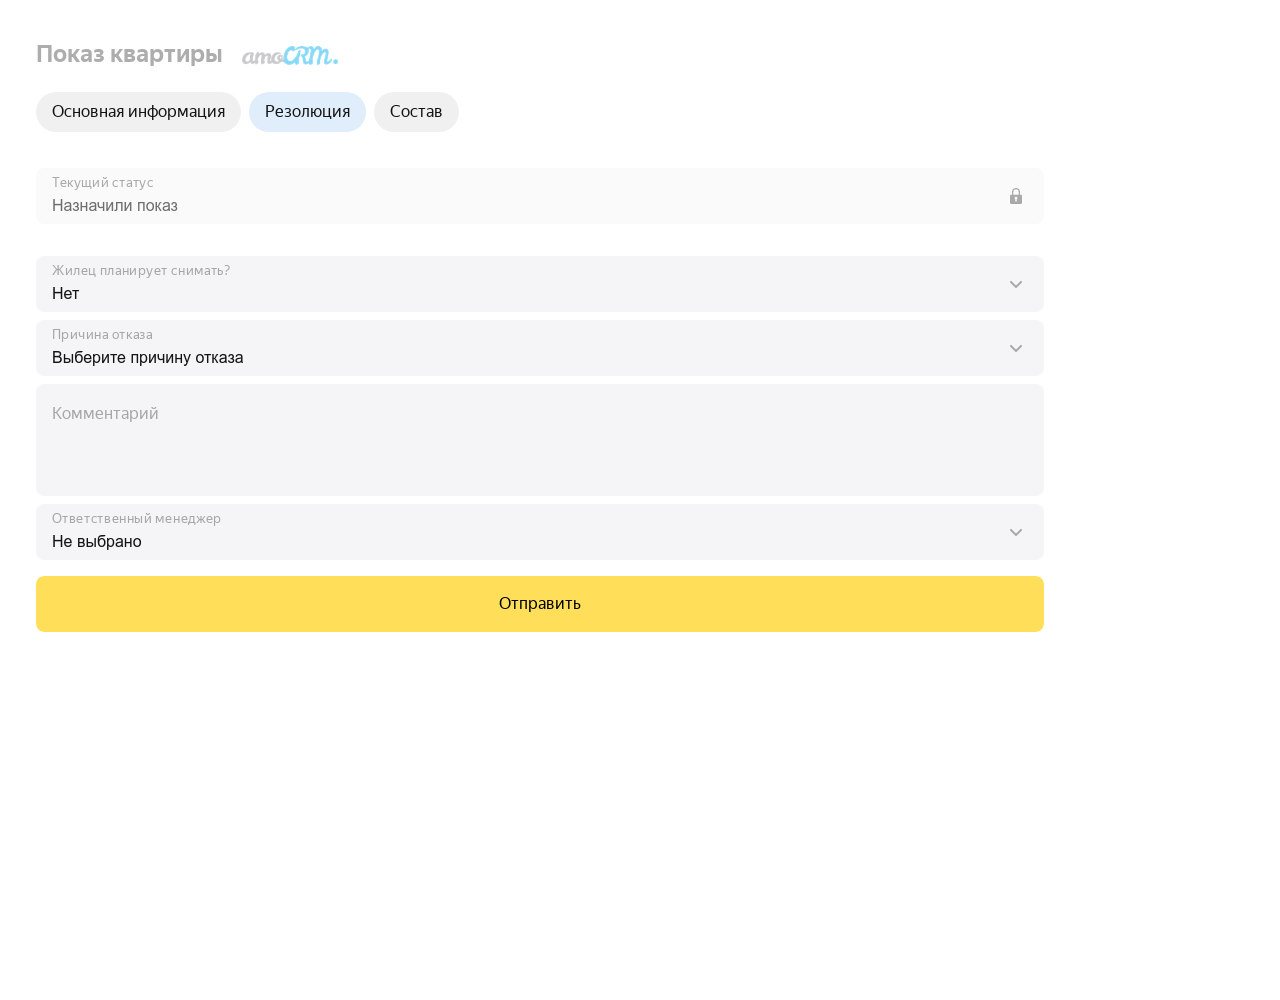 Показ квартиры amoCRM.
Основная информация Резолюция Состав
Текущий статус
Назначили показ
Жилец планирует снимать?
Нет
Причина отказа
Выберите причину отказа
Комментарий
Ответственный менеджер
Не выбрано
Отправить